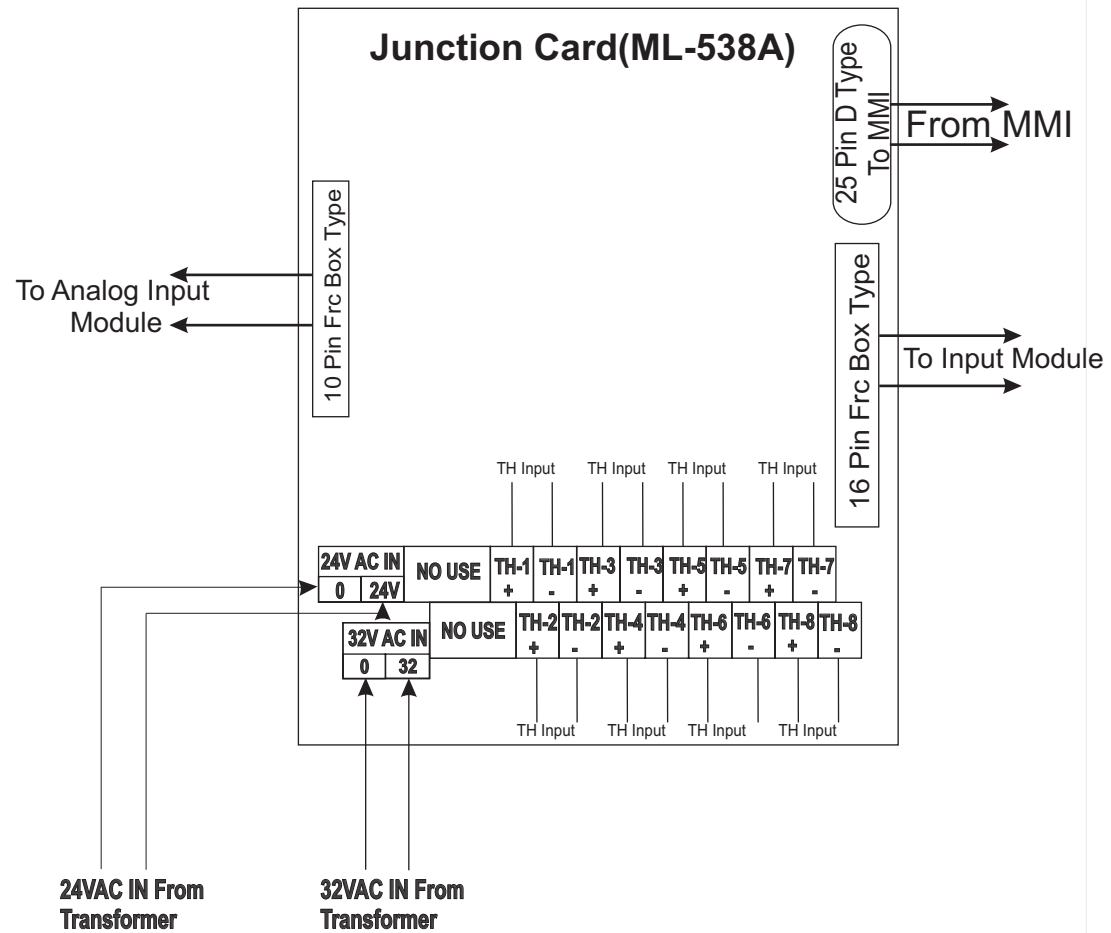 Junction Card(ML-538A)
25 Pin D Type
To MMI
From MMI
10 Pin Frc Box Type
To Analog Input
Module
16 Pin Frc Box Type
To Input Module
TH Input TH Input TH Input TH Input
24V AC IN
0 24V
NO USE
TH-1 TH-1 TH-3 TH-3 TH-5 TH-5 TH-7 TH-7
+ - + - + - + -
32V AC IN
0 32
NO USE
TH-2 TH-2 TH-4 TH-4 TH-6 TH-6 TH-8 TH-8
+ - + - + - + -
TH Input TH Input TH Input TH Input
24VAC IN From
Transformer
32VAC IN From
Transformer